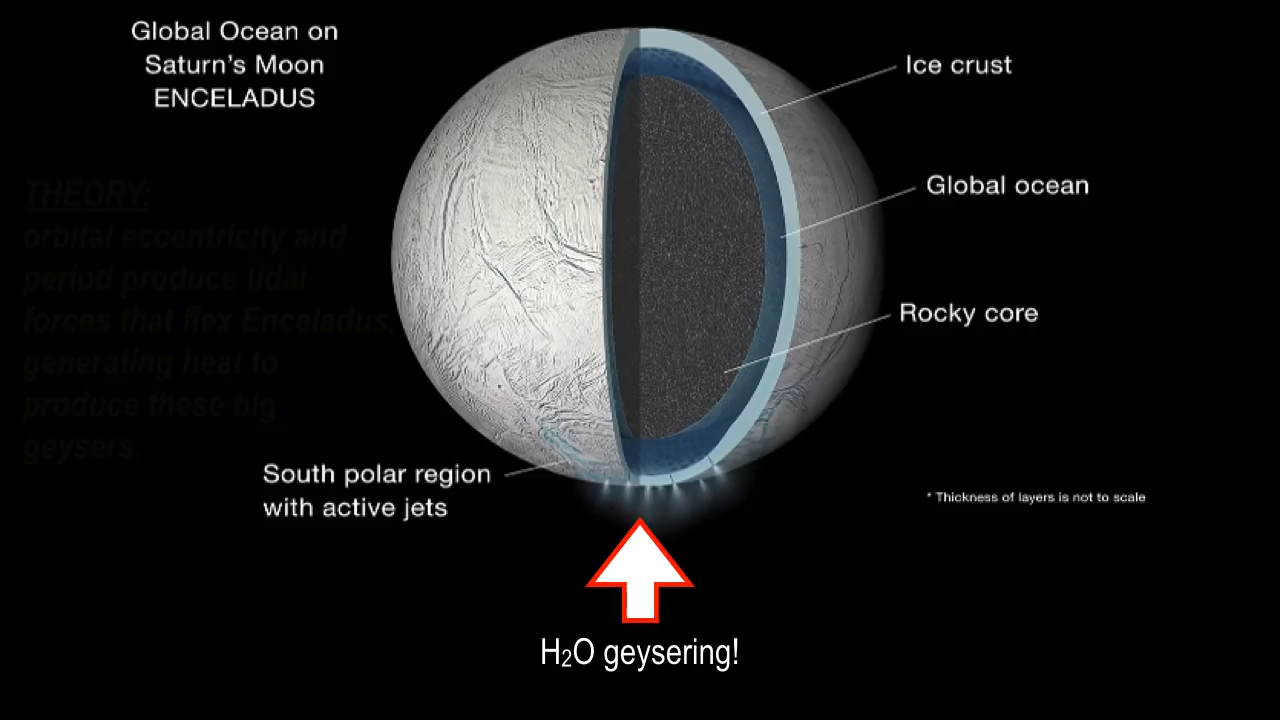 Global Ocean on
Saturn's Moon
ENCELADUS
Ice crust
Global ocean
Rocky core
THEORY:
orbital eccentricity and
period produce tidal
forces that flex Enceladus,
generating heat to
produce these big
geysers.
South polar region
with active jets
* Thickness of layers is not to scale
H₂O geysering!